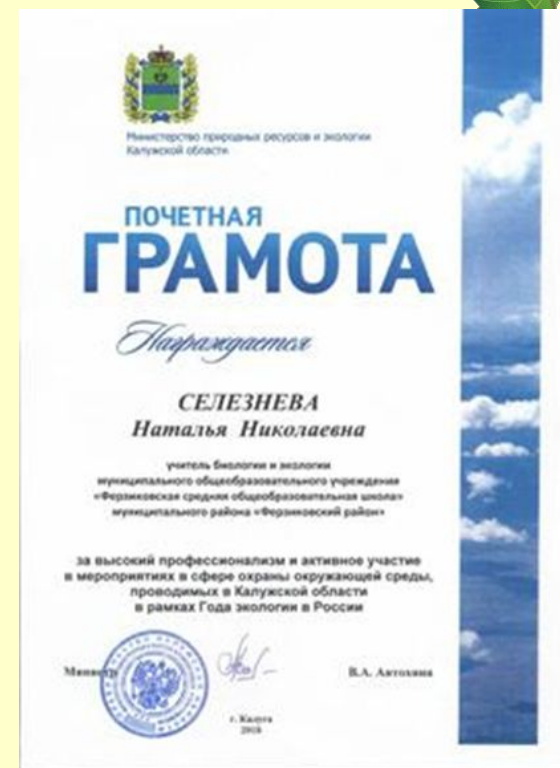 Министерство природных ресурсов и экологии
Калужской области
ПОЧЕТНАЯ
ГРАМОТА
Награждается
СЕЛЕЗНЕВА
Наталья Николаевна
учитель биологии и экологии
муниципального общеобразовательного учреждения
«Ферзиковская средняя общеобразовательная школа»
муниципального района «Ферзиковский район»
за высокий профессионализм и активное участие
в мероприятиях в сфере охраны окружающей среды,
проводимых в Калужской области
в рамках Года экологии в России
Министр В.А. Антохина
г. Калуга
2018